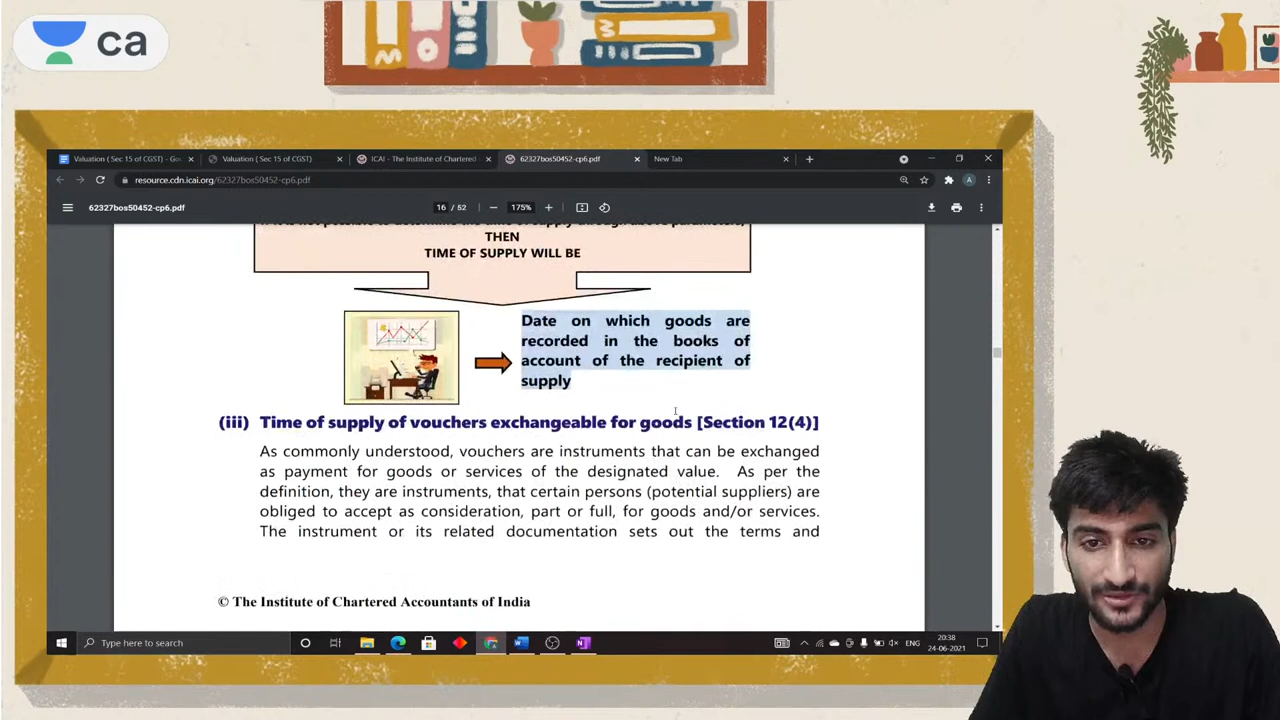 ca
Valuation ( Sec 15 of CGST) - Go
Valuation ( Sec 15 of CGST)
ICAI - The Institute of Chartered
62327bos50452-cp6.pdf
New Tab
resource.cdn.icai.org/62327bos50452-cp6.pdf
A
62327bos50452-cp6.pdf
16 / 52
175%
THEN
TIME OF SUPPLY WILL BE
Date on which goods are
recorded in the books of
account of the recipient of
supply
(iii) Time of supply of vouchers exchangeable for goods [Section 12(4)]
As commonly understood, vouchers are instruments that can be exchanged
as payment for goods or services of the designated value. As per the
definition, they are instruments, that certain persons (potential suppliers) are
obliged to accept as consideration, part or full, for goods and/or services.
The instrument or its related documentation sets out the terms and
© The Institute of Chartered Accountants of India
Type here to search
ENG
20:38
24-06-2021